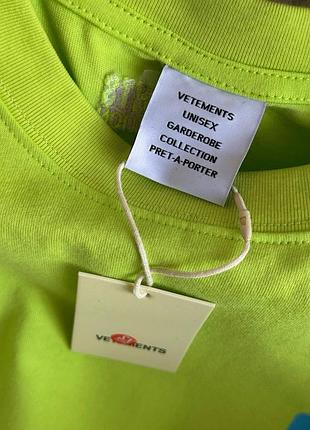 VETEMENTS
UNISEX
GARDEROBE
COLLECTION
PRET-A-PORTER
VETEMENTS